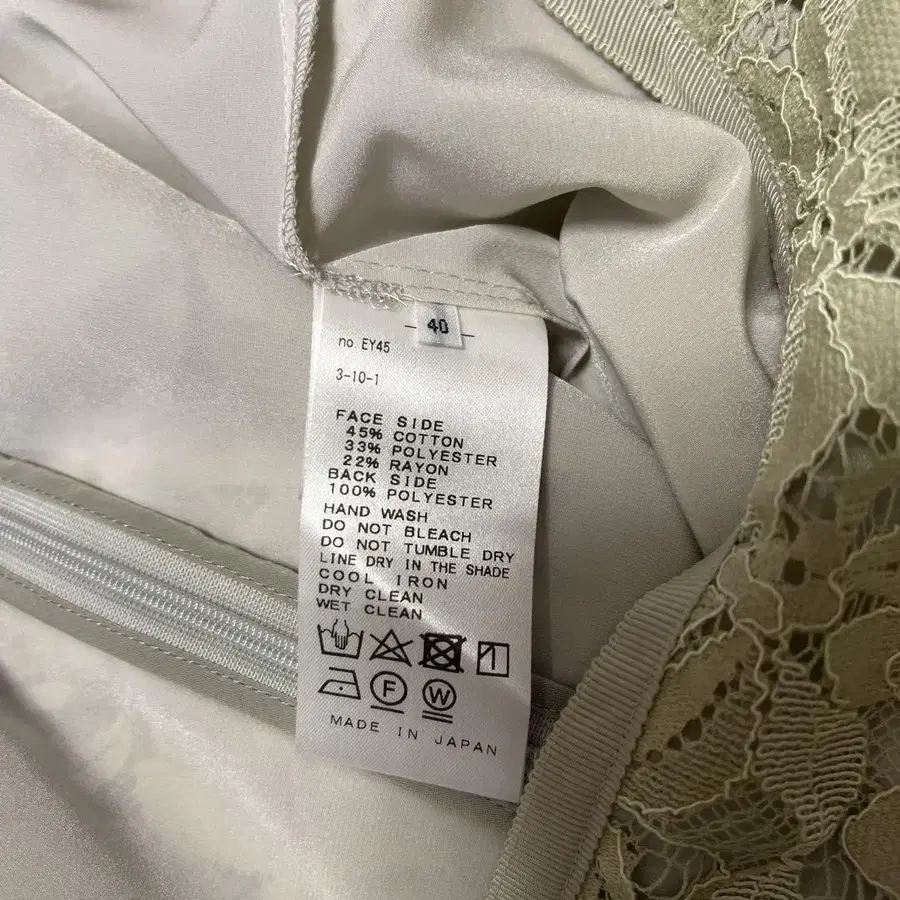 40
no EY45
3-10-1
FACE SIDE
45% COTTON
33% POLYESTER
22% RAYON
BACK SIDE
100% POLYESTER
HAND WASH
DO NOT BLEACH
DO NOT TUMBLE DRY
LINE DRY IN THE SHADE
COOL IRON
DRY CLEAN
WET CLEAN
F W
MADE IN JAPAN